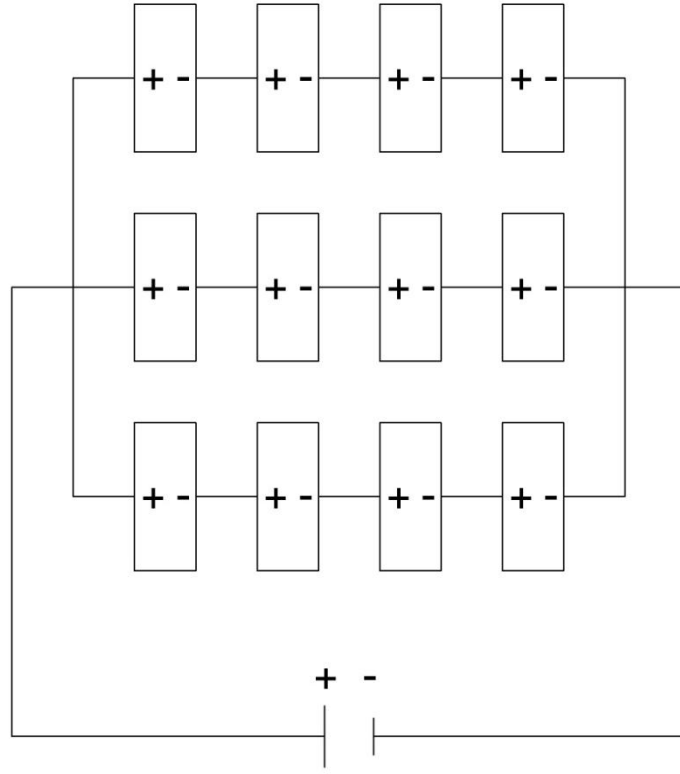 + - + - + - + -
+ - + - + - + -
+ - + - + - + -
+ -